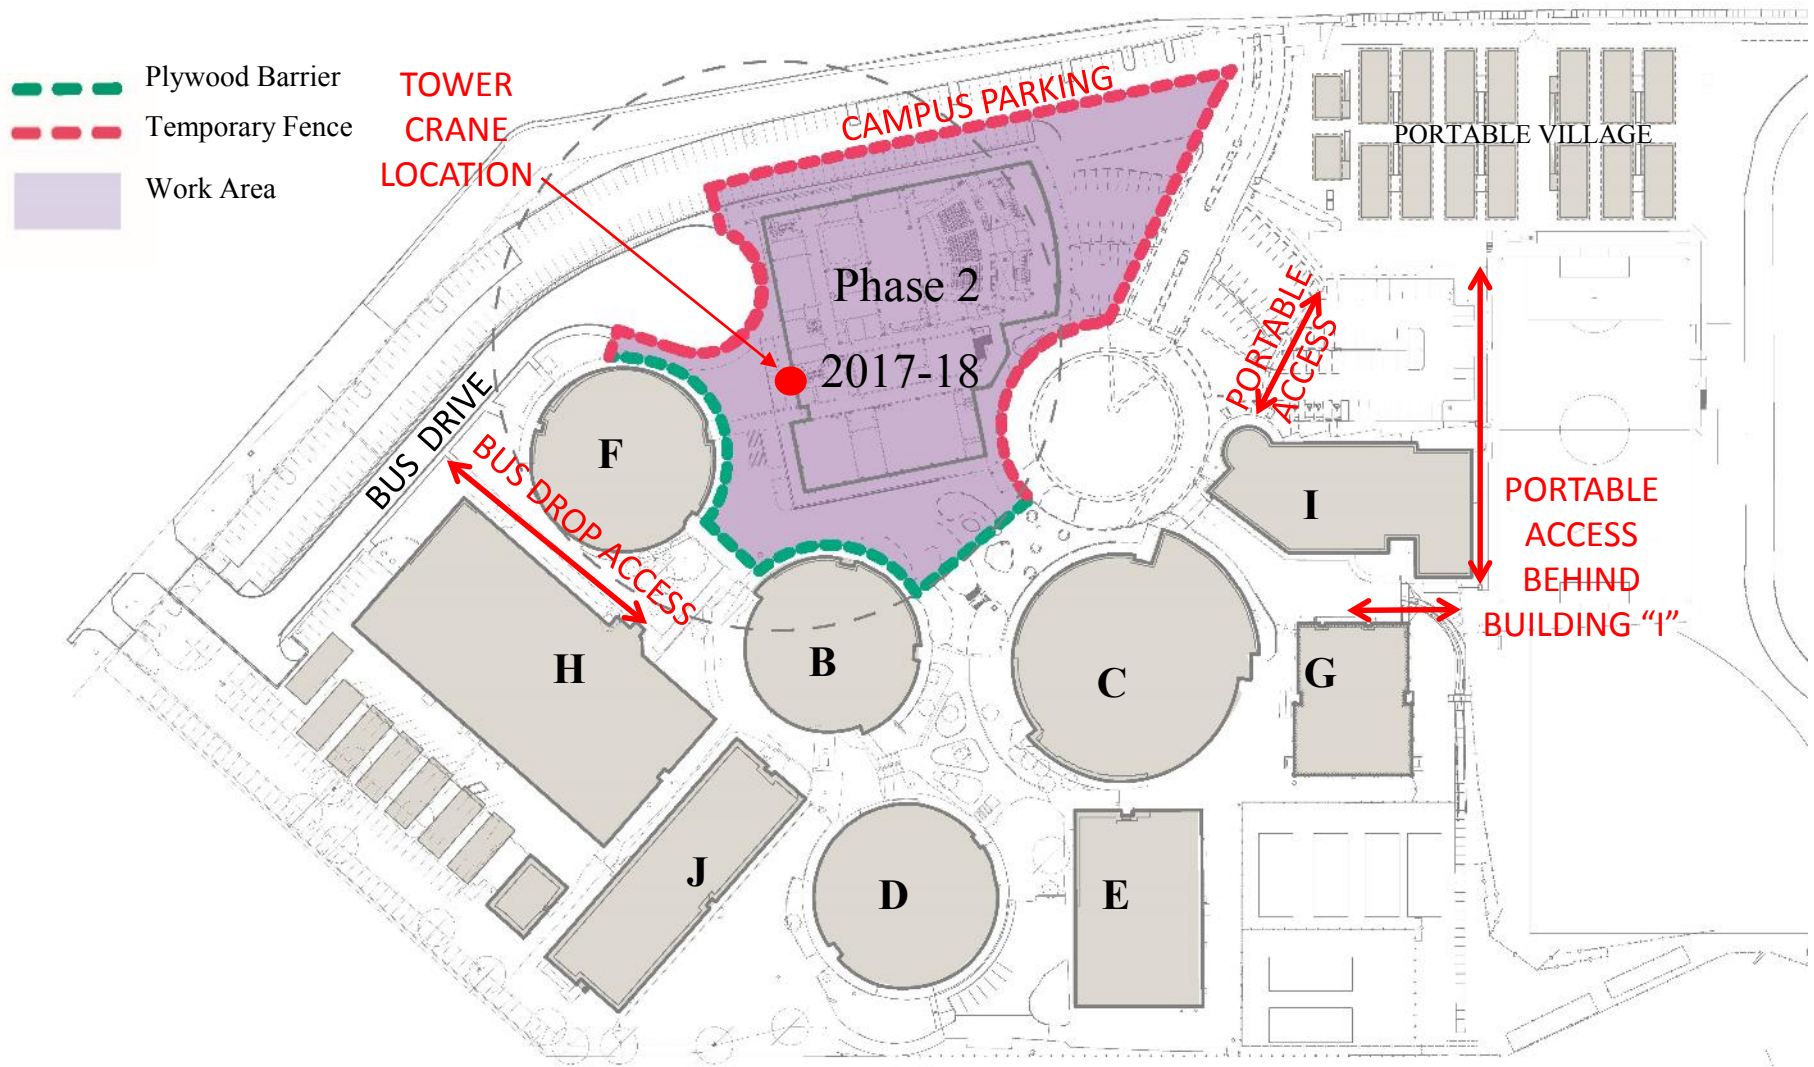 Plywood Barrier
Temporary Fence
Work Area
TOWER
CRANE
LOCATION
CAMPUS PARKING
PORTABLE VILLAGE
Phase 2
2017-18
PORTABLE
ACCESS
BUS DRIVE
BUS DROP ACCESS
F
I
PORTABLE
ACCESS
BEHIND
BUILDING “I”
H
B
C
G
J
D
E